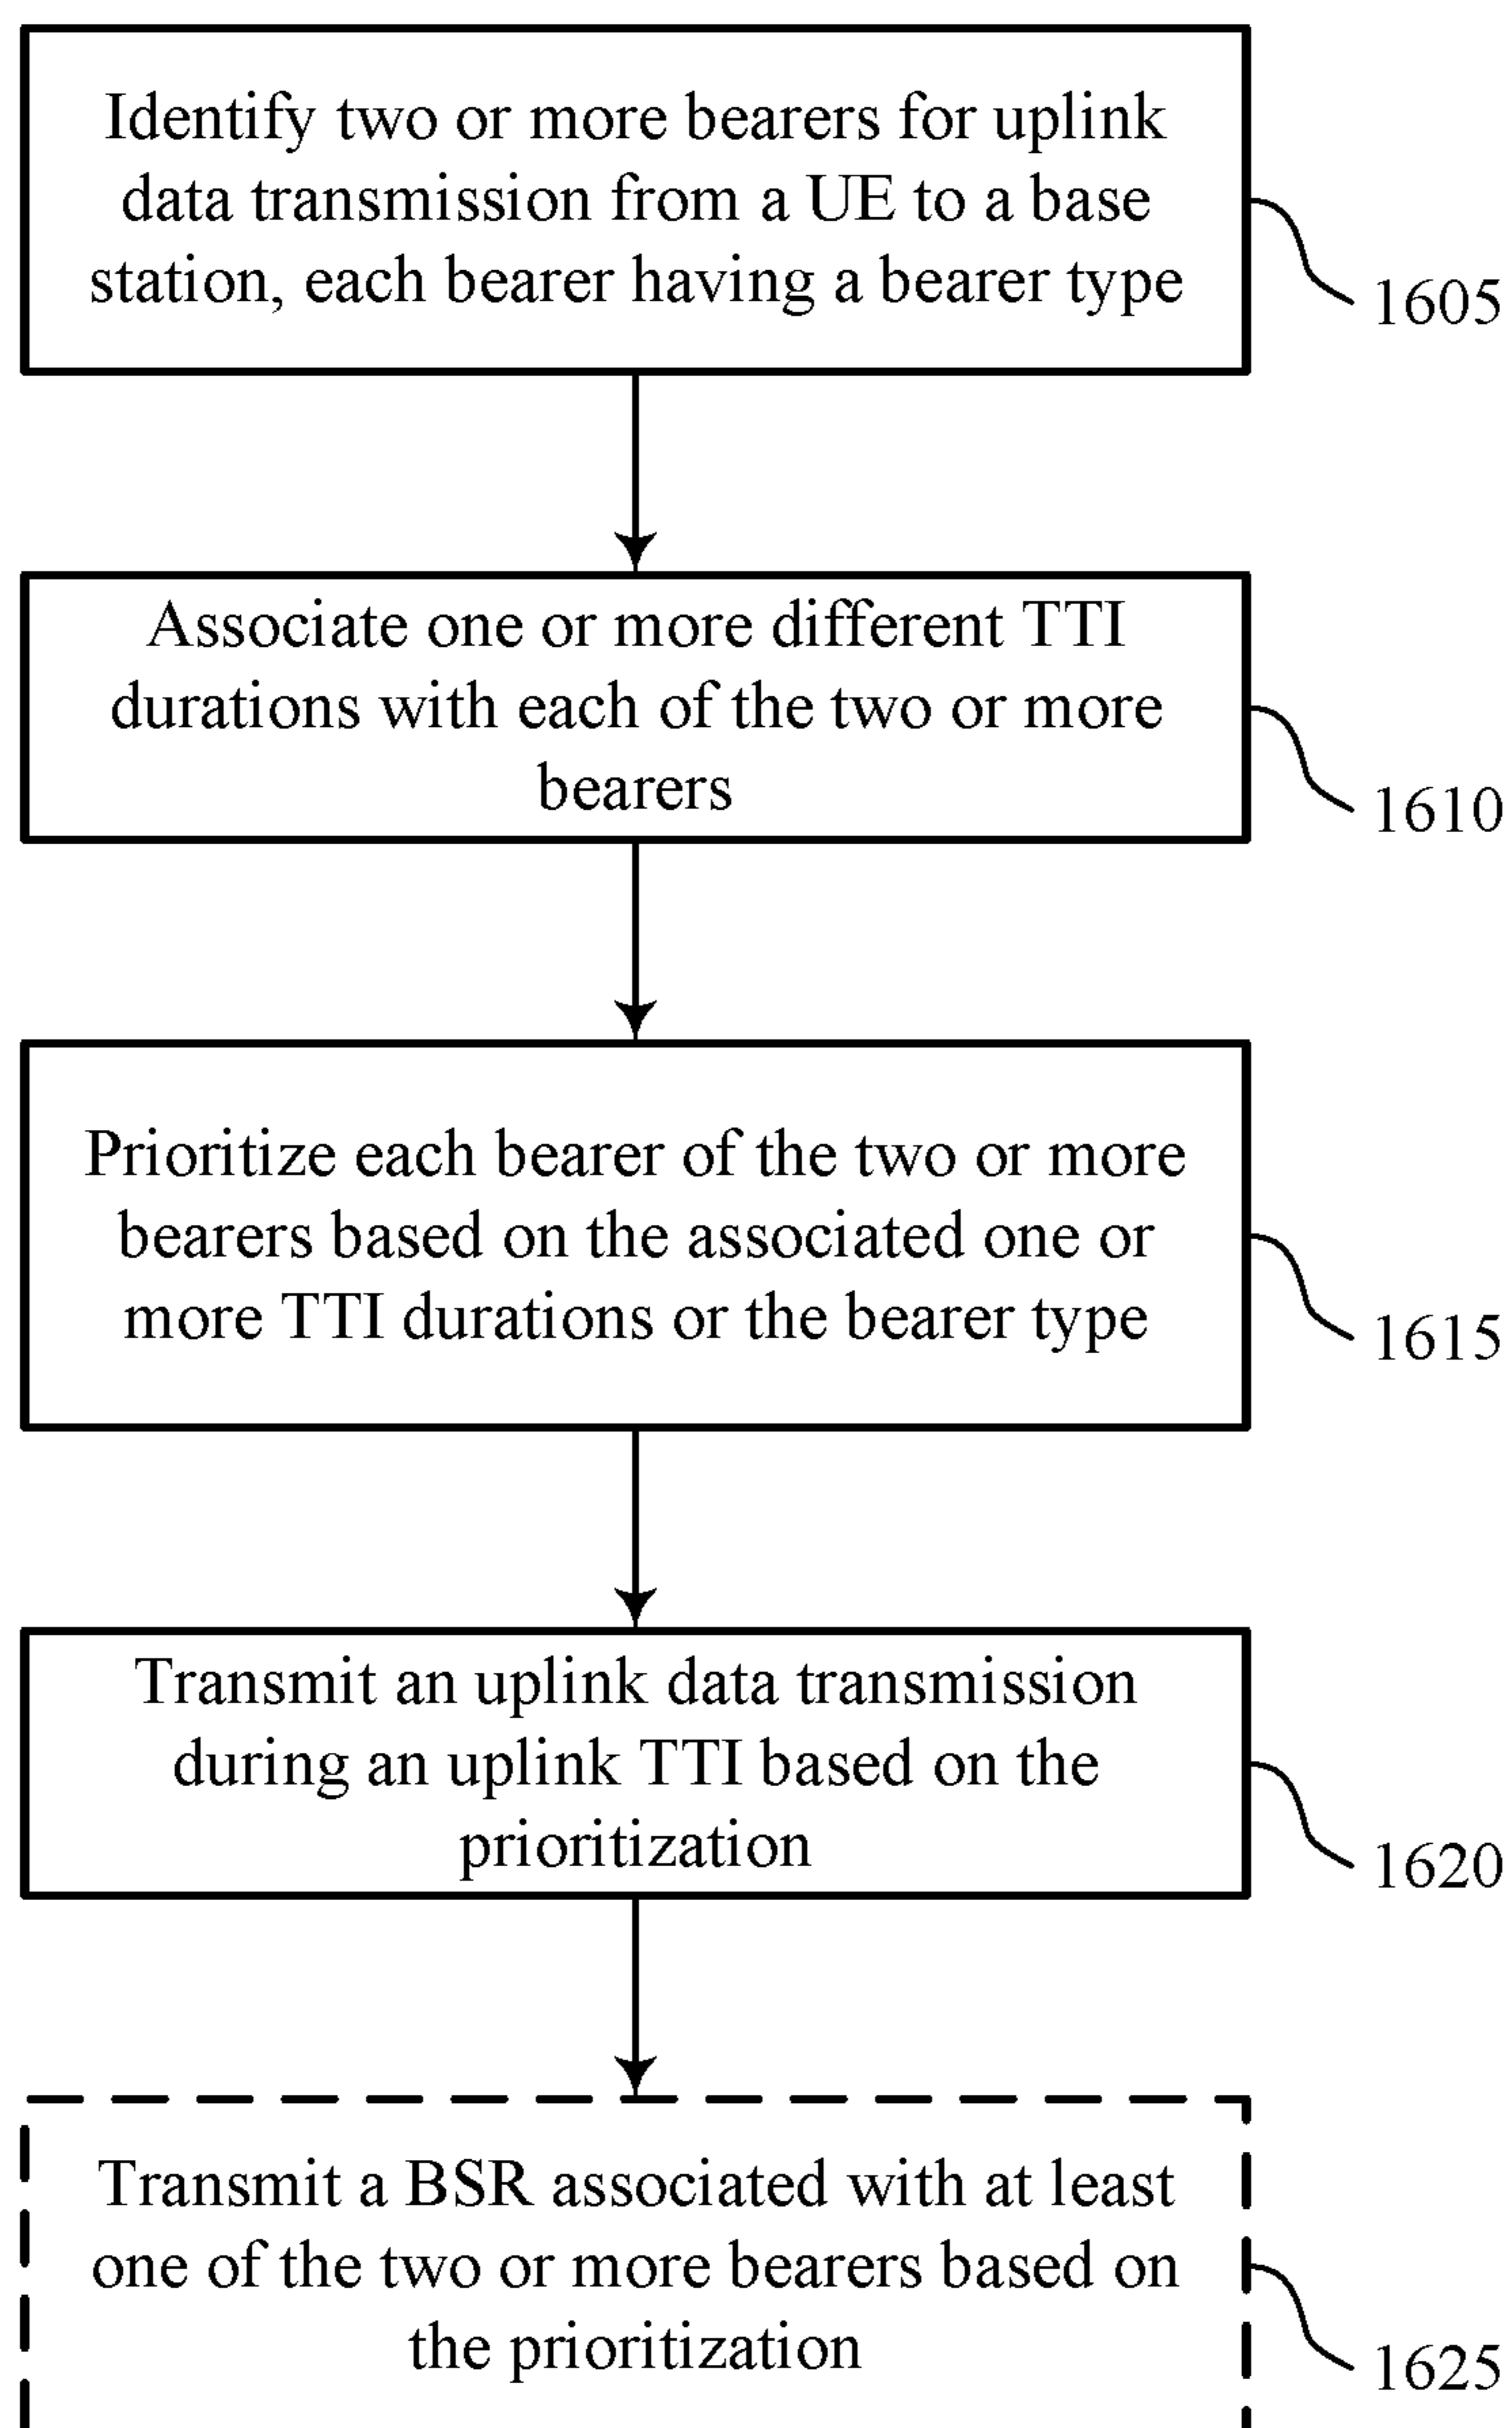 Identify two or more bearers for uplink
data transmission from a UE to a base
station, each bearer having a bearer type
1605
Associate one or more different TTI
durations with each of the two or more
bearers
1610
Prioritize each bearer of the two or more
bearers based on the associated one or
more TTI durations or the bearer type
1615
Transmit an uplink data transmission
during an uplink TTI based on the
prioritization
1620
Transmit a BSR associated with at least
one of the two or more bearers based on
the prioritization
1625